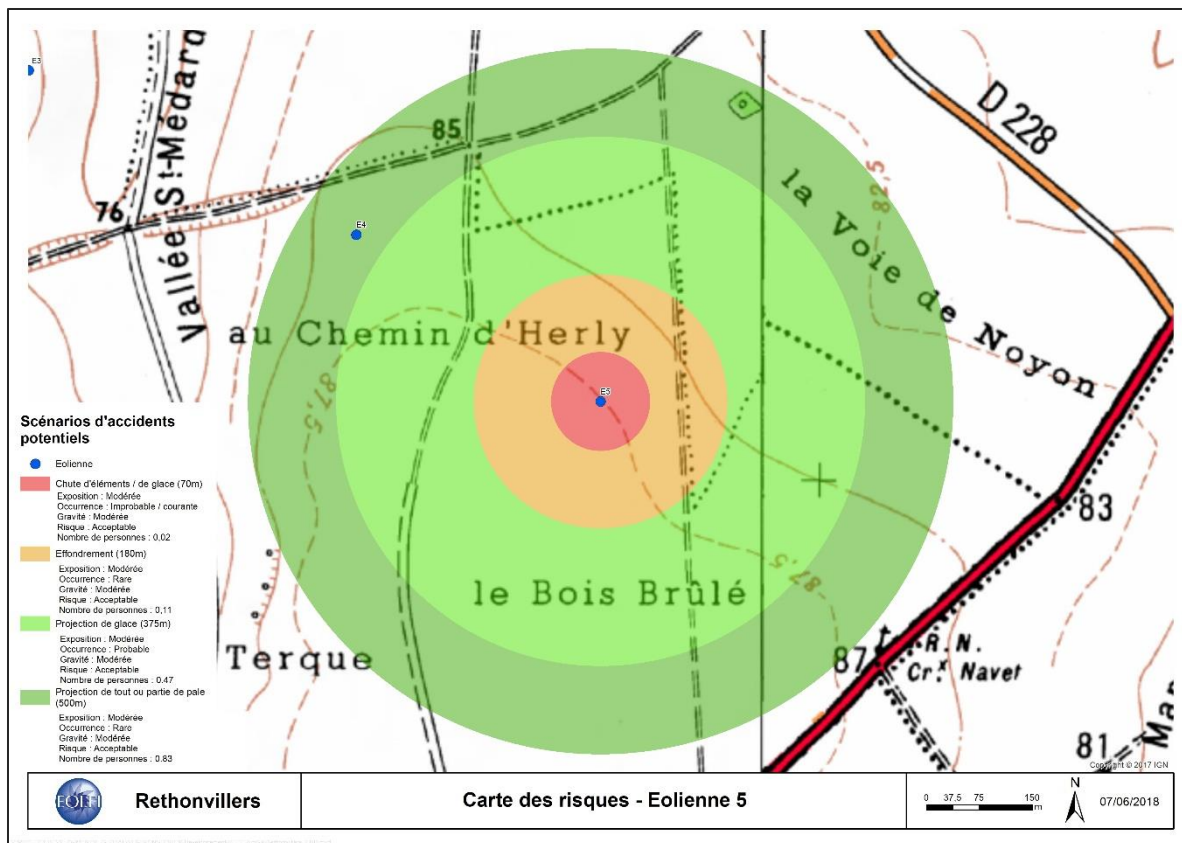 E3
Vallée St-Médard
85
D 228
76
E4
la Voie de Noyon
82,5
au Chemin d'Herly
E5
87,5
83
87,5
le Bois Brûlé
Terque
87
R. N.
Cr.x Navet
81
Copyright © 2017 IGN
Scénarios d'accidents
potentiels
Eolienne
Chute d'éléments / de glace (70m)
Exposition : Modérée
Occurrence : Improbable / courante
Gravité : Modérée
Risque : Acceptable
Nombre de personnes : 0,02
Effondrement (180m)
Exposition : Modérée
Occurrence : Rare
Gravité : Modérée
Risque : Acceptable
Nombre de personnes : 0,11
Projection de glace (375m)
Exposition : Modérée
Occurrence : Probable
Gravité : Modérée
Risque : Acceptable
Nombre de personnes : 0.47
Projection de tout ou partie de pale
(500m)
Exposition : Modérée
Occurrence : Rare
Gravité : Modérée
Risque : Acceptable
Nombre de personnes : 0.83
EOLFI
Rethonvillers
Carte des risques - Eolienne 5
0 37,5 75 150
m
N
07/06/2018